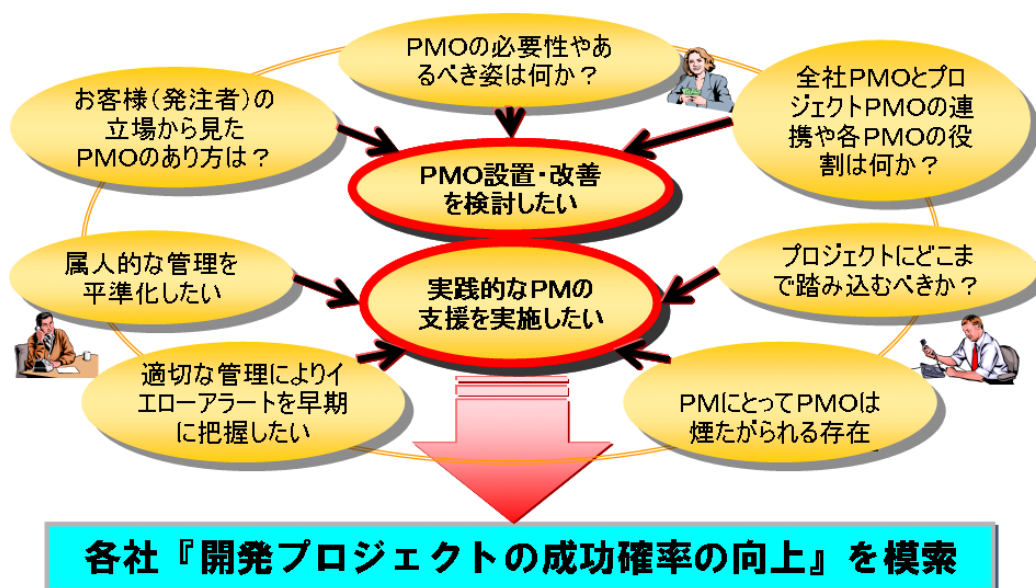 PMOの必要性やあ
るべき姿は何か？
お客様（発注者）の
立場から見た
PMOのあり方は？
全社PMOとプロ
ジェクトPMOの連
携や各PMOの役
割は何か？
PMO設置・改善
を検討したい
属人的な管理を
平準化したい
実践的なPMの
支援を実施したい
プロジェクトにどこま
で踏み込むべきか？
適切な管理によりイ
エローアラートを早期
に把握したい
PMにとってPMOは
煙たがられる存在
各社『開発プロジェクトの成功確率の向上』を模索